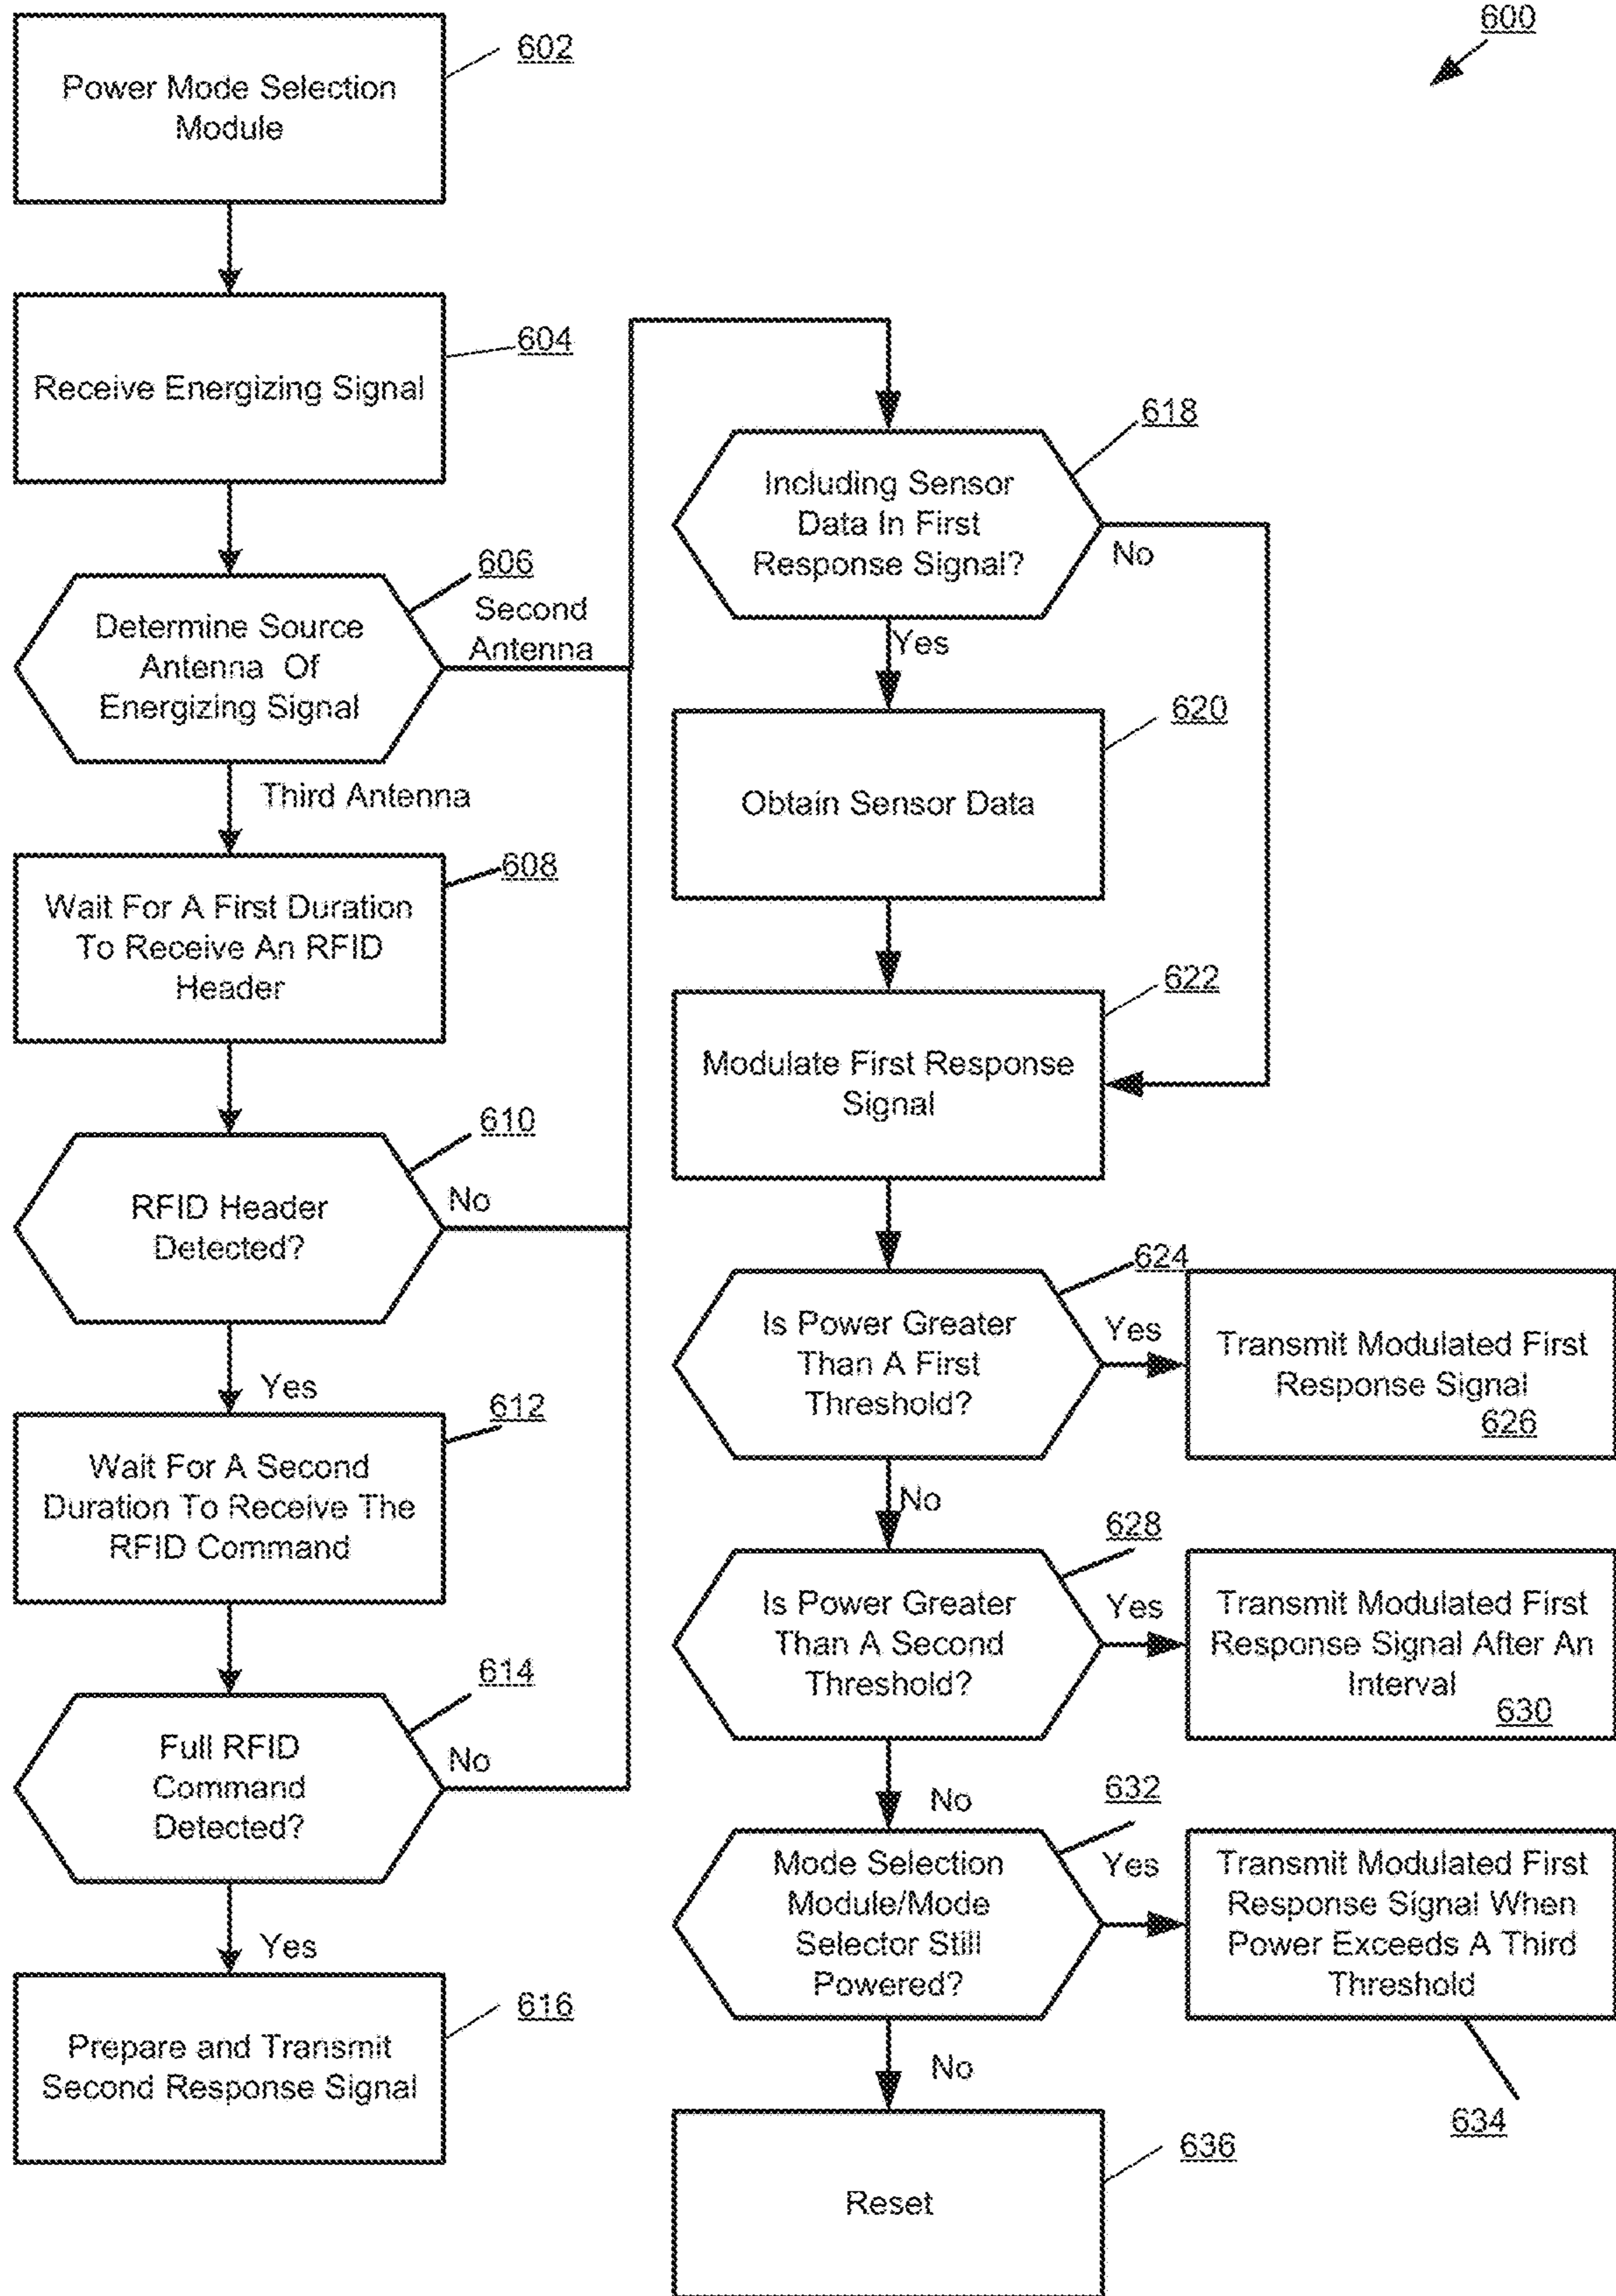 600
Power Mode Selection
Module
602
Receive Energizing Signal
604
Determine Source
Antenna Of
Energizing Signal
606
Second
Antenna
Third Antenna
Wait For A First Duration
To Receive An RFID
Header
608
RFID Header
Detected?
610
No
Yes
Wait For A Second
Duration To Receive The
RFID Command
612
Full RFID
Command
Detected?
614
No
Yes
Prepare and Transmit
Second Response Signal
616
Including Sensor
Data In First
Response Signal?
618
No
Yes
Obtain Sensor Data
620
Modulate First Response
Signal
622
Is Power Greater
Than A First
Threshold?
624
Yes
Transmit Modulated First
Response Signal
626
No
Is Power Greater
Than A Second
Threshold?
628
Yes
Transmit Modulated First
Response Signal After An
Interval
630
No
Mode Selection
Module/Mode
Selector Still
Powered?
632
Yes
Transmit Modulated First
Response Signal When
Power Exceeds A Third
Threshold
634
No
Reset
636